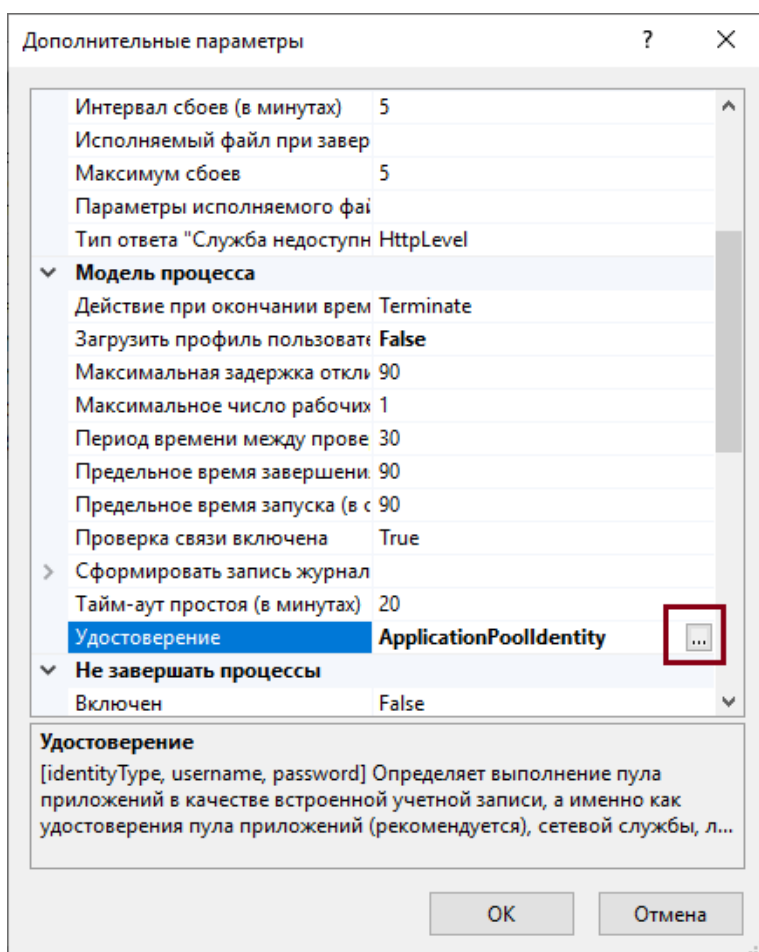 Дополнительные параметры ?
Интервал сбоев (в минутах) 5
Исполняемый файл при завер
Максимум сбоев 5
Параметры исполняемого фай
Тип ответа "Служба недоступн HttpLevel
Модель процесса
Действие при окончании врем Terminate
Загрузить профиль пользовате False
Максимальная задержка откли 90
Максимальное число рабочих 1
Период времени между прове 30
Предельное время завершени 90
Предельное время запуска (в с 90
Проверка связи включена True
Сформировать запись журнал
Тайм-аут простоя (в минутах) 20
Удостоверение ApplicationPoolIdentity ...
Не завершать процессы
Включен False
Удостоверение
[identityType, username, password] Определяет выполнение пула
приложений в качестве встроенной учетной записи, а именно как
удостоверения пула приложений (рекомендуется), сетевой службы, л...
ОК Отмена